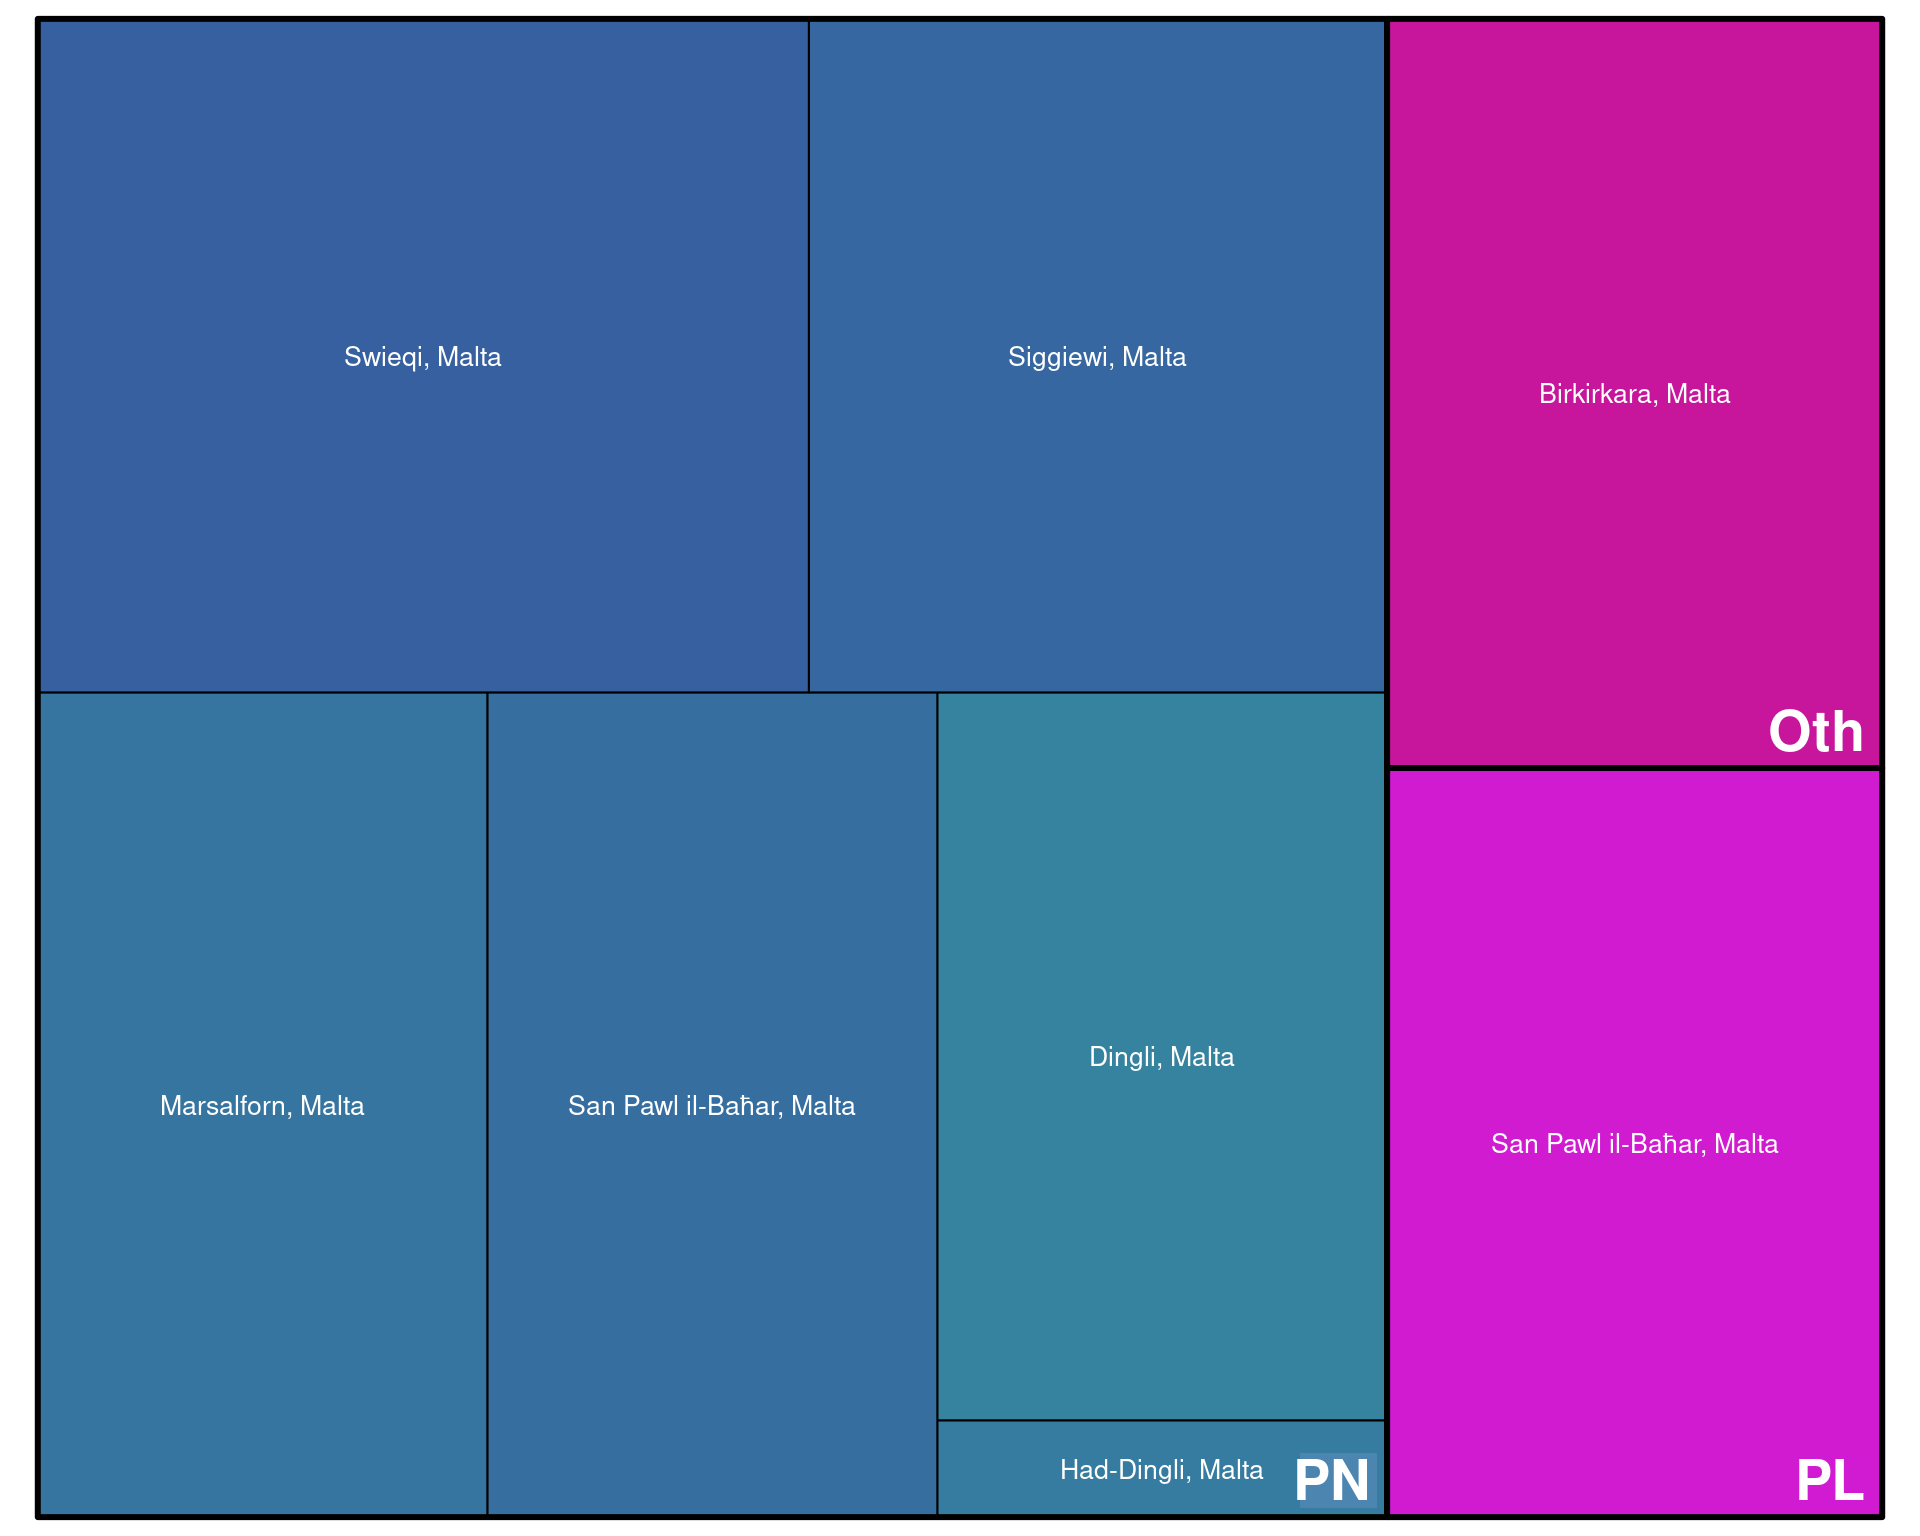 Swieqi, Malta
Siggiewi, Malta
Birkirkara, Malta
Oth
Marsalforn, Malta
San Pawl il-Baħar, Malta
Dingli, Malta
Had-Dingli, Malta
PN
San Pawl il-Baħar, Malta
PL